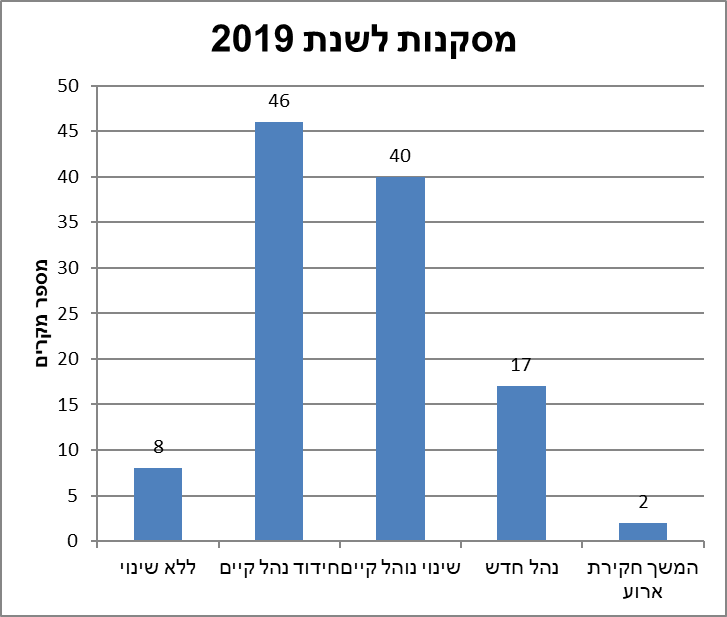 מסקנות לשנת 2019
50
45
40
35
30
25
20
15
10
5
0
מספר מקרים
8
46
40
17
2
ללא שינוי
חידוד נהל קיים
שינוי נוהל קיים
נהל חדש
המשך חקירת
ארוע